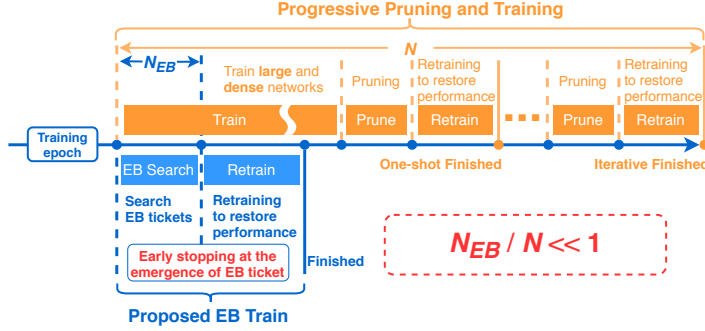 Progressive Pruning and Training
N
N_EB
Train large and
dense networks
Pruning
Retraining
to restore
performance
Pruning
Retraining
to restore
performance
Train
Prune
Retrain
Prune
Retrain
Training
epoch
One-shot Finished
Iterative Finished
EB Search
Retrain
Search
EB tickets
Retraining
to restore
performance
Early stopping at the
emergence of EB ticket
Finished
Proposed EB Train
N_EB / N << 1